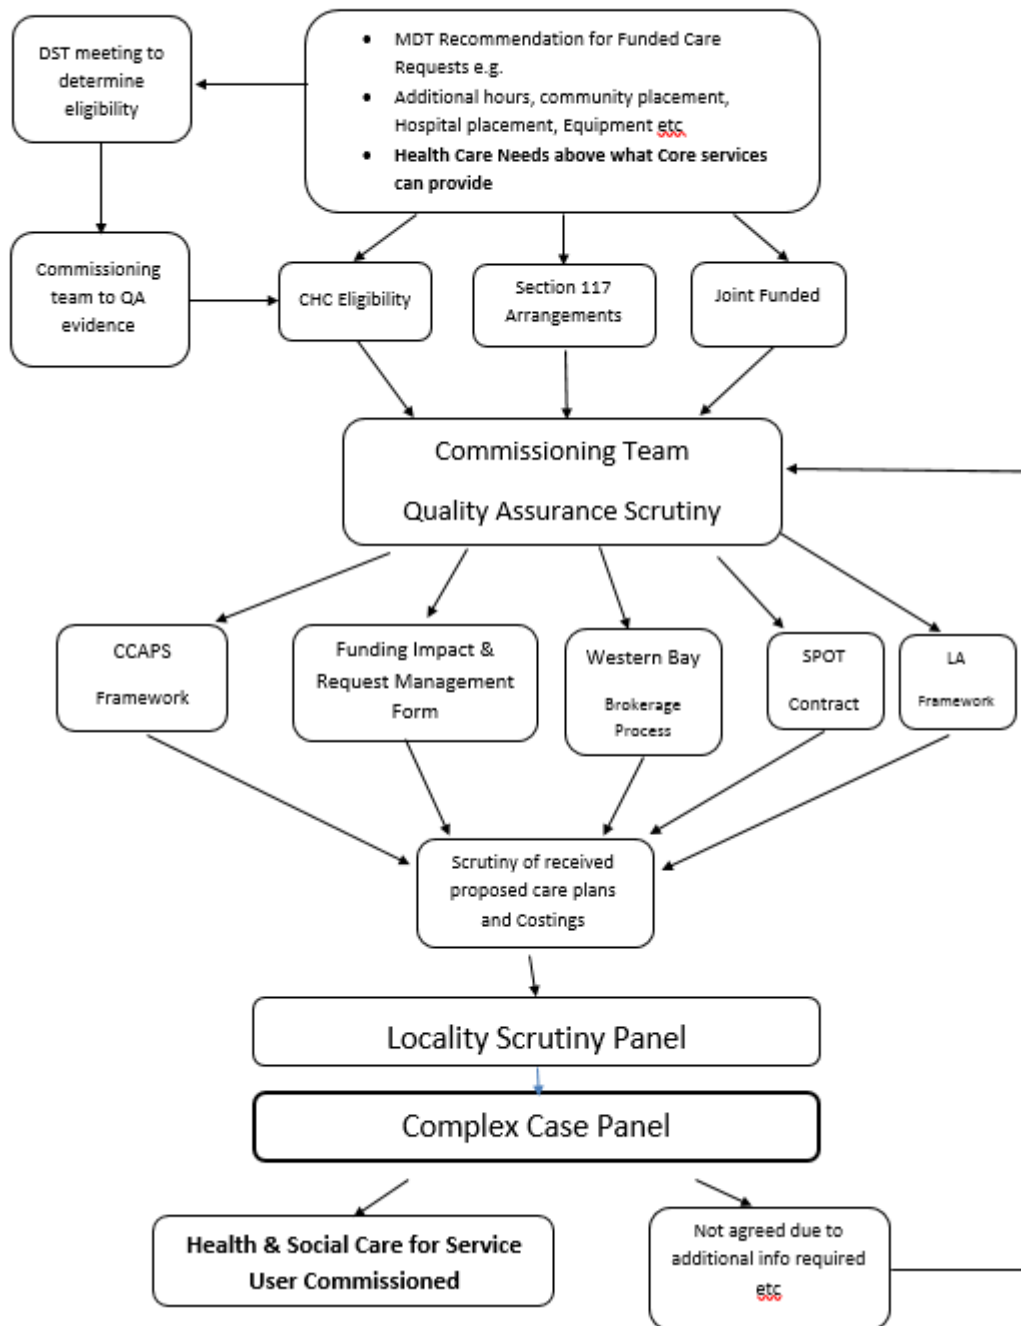 DST meeting to
determine
eligibility
• MDT Recommendation for Funded Care
Requests e.g.
• Additional hours, community placement,
Hospital placement, Equipment etc
• Health Care Needs above what Core services
can provide
Commissioning
team to QA
evidence
CHC Eligibility
Section 117
Arrangements
Joint Funded
Commissioning Team
Quality Assurance Scrutiny
CCAPS
Framework
Funding Impact &
Request Management
Form
Western Bay
Brokerage
Process
SPOT
Contract
LA
Framework
Scrutiny of received
proposed care plans
and Costings
Locality Scrutiny Panel
Complex Case Panel
Health & Social Care for Service
User Commissioned
Not agreed due to
additional info required
etc